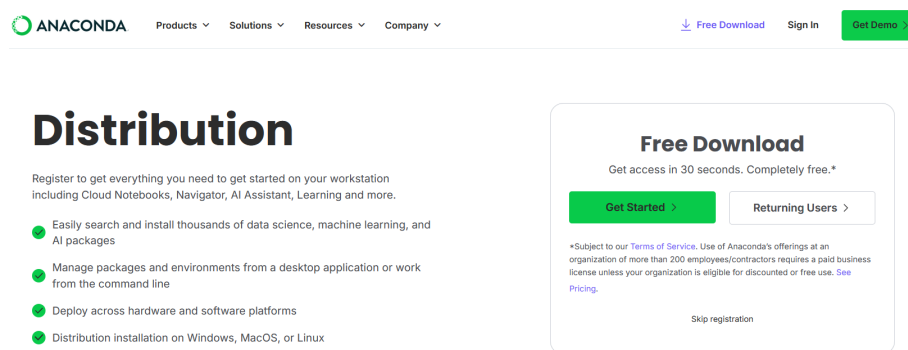 ANACONDA. Products Solutions Resources Company Free Download Sign In Get Demo
Distribution
Register to get everything you need to get started on your workstation
including Cloud Notebooks, Navigator, AI Assistant, Learning and more.
Easily search and install thousands of data science, machine learning, and
AI packages
Manage packages and environments from a desktop application or work
from the command line
Deploy across hardware and software platforms
Distribution installation on Windows, MacOS, or Linux
Free Download
Get access in 30 seconds. Completely free.*
Get Started Returning Users
*Subject to our Terms of Service. Use of Anaconda's offerings at an
organization of more than 200 employees/contractors requires a paid business
license unless your organization is eligible for discounted or free use. See
Pricing.
Skip registration